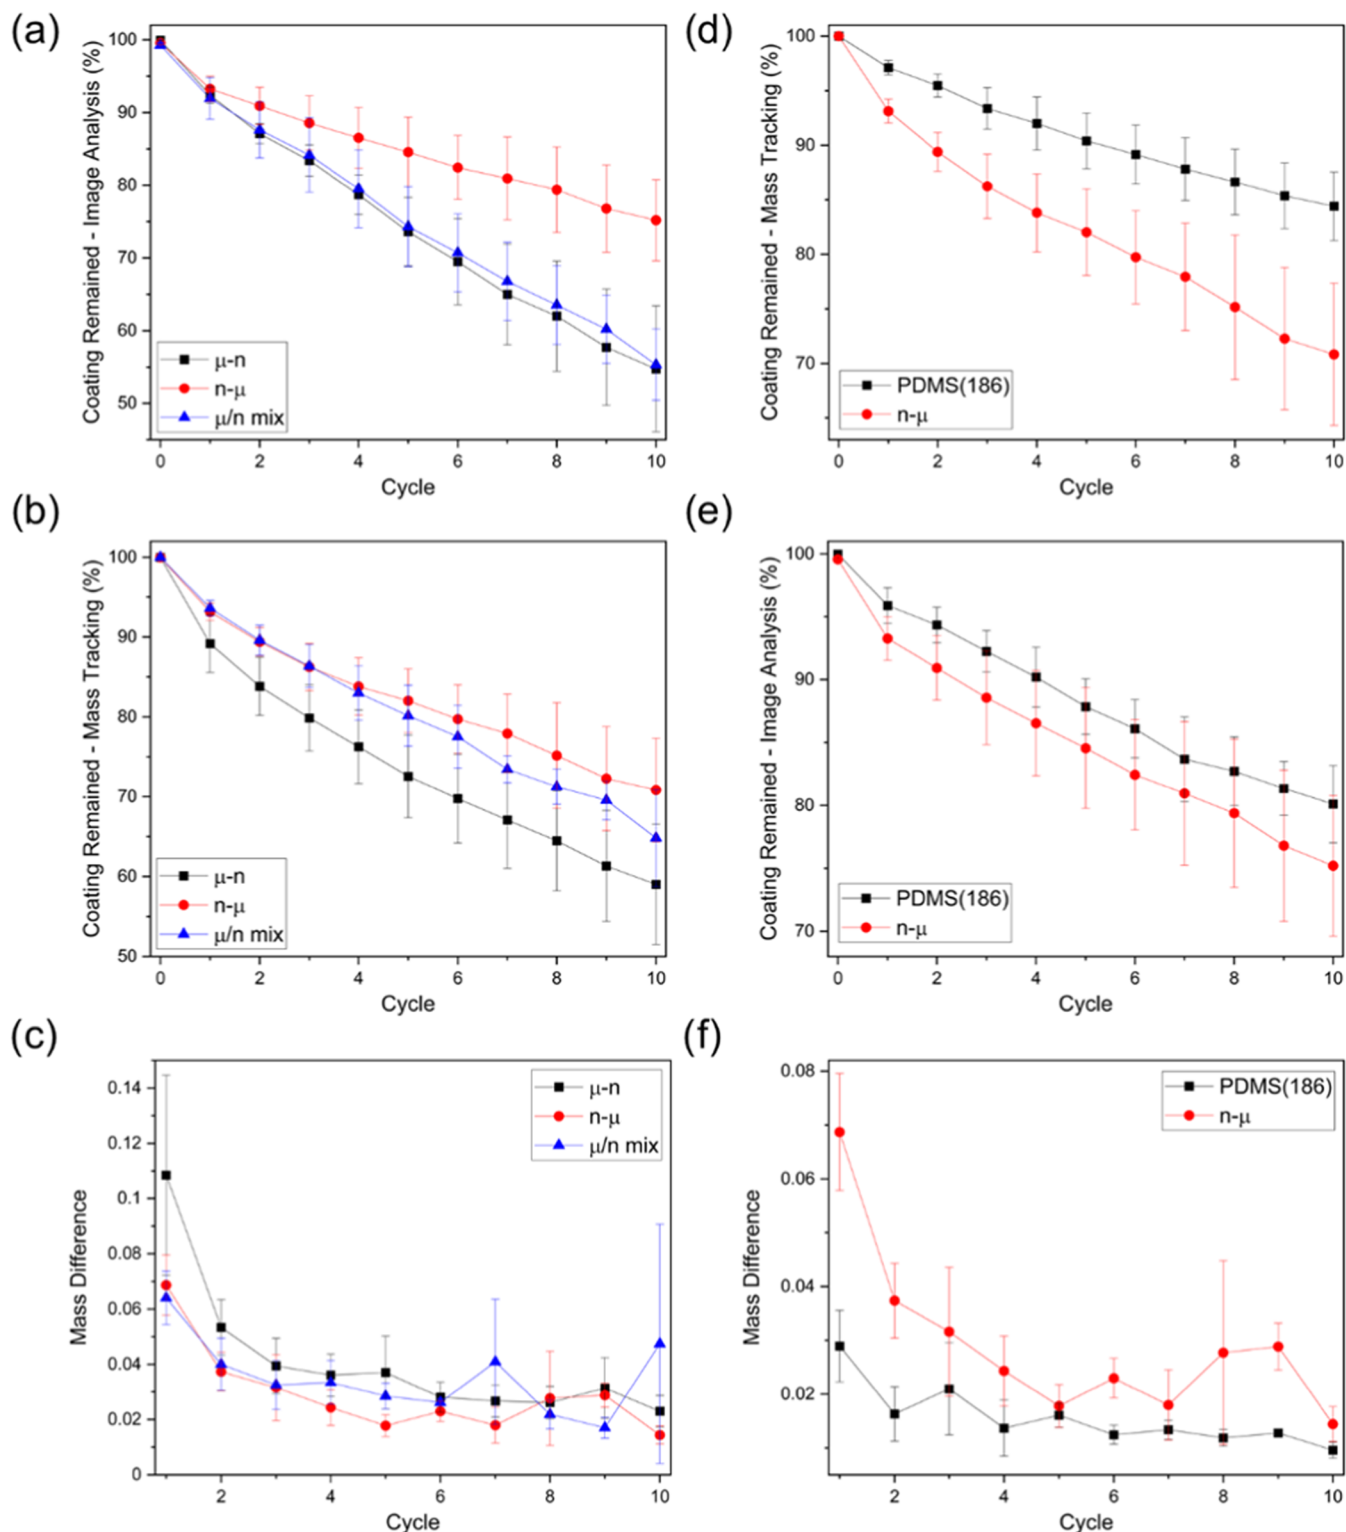 (a)
Coating Remained - Image Analysis (%)
100
90
80
70
60
50
μ-n
n-μ
μ/n mix
0 2 4 6 8 10
Cycle
(d)
Coating Remained - Mass Tracking (%)
100
90
80
70
PDMS(186)
n-μ
0 2 4 6 8 10
Cycle
(b)
Coating Remained - Mass Tracking (%)
100
90
80
70
60
50
μ-n
n-μ
μ/n mix
0 2 4 6 8 10
Cycle
(e)
Coating Remained - Image Analysis (%)
100
90
80
70
PDMS(186)
n-μ
0 2 4 6 8 10
Cycle
(c)
Mass Difference
0.14
0.12
0.1
0.08
0.06
0.04
0.02
0
μ-n
n-μ
μ/n mix
2 4 6 8 10
Cycle
(f)
Mass Difference
0.08
0.06
0.04
0.02
PDMS(186)
n-μ
2 4 6 8 10
Cycle